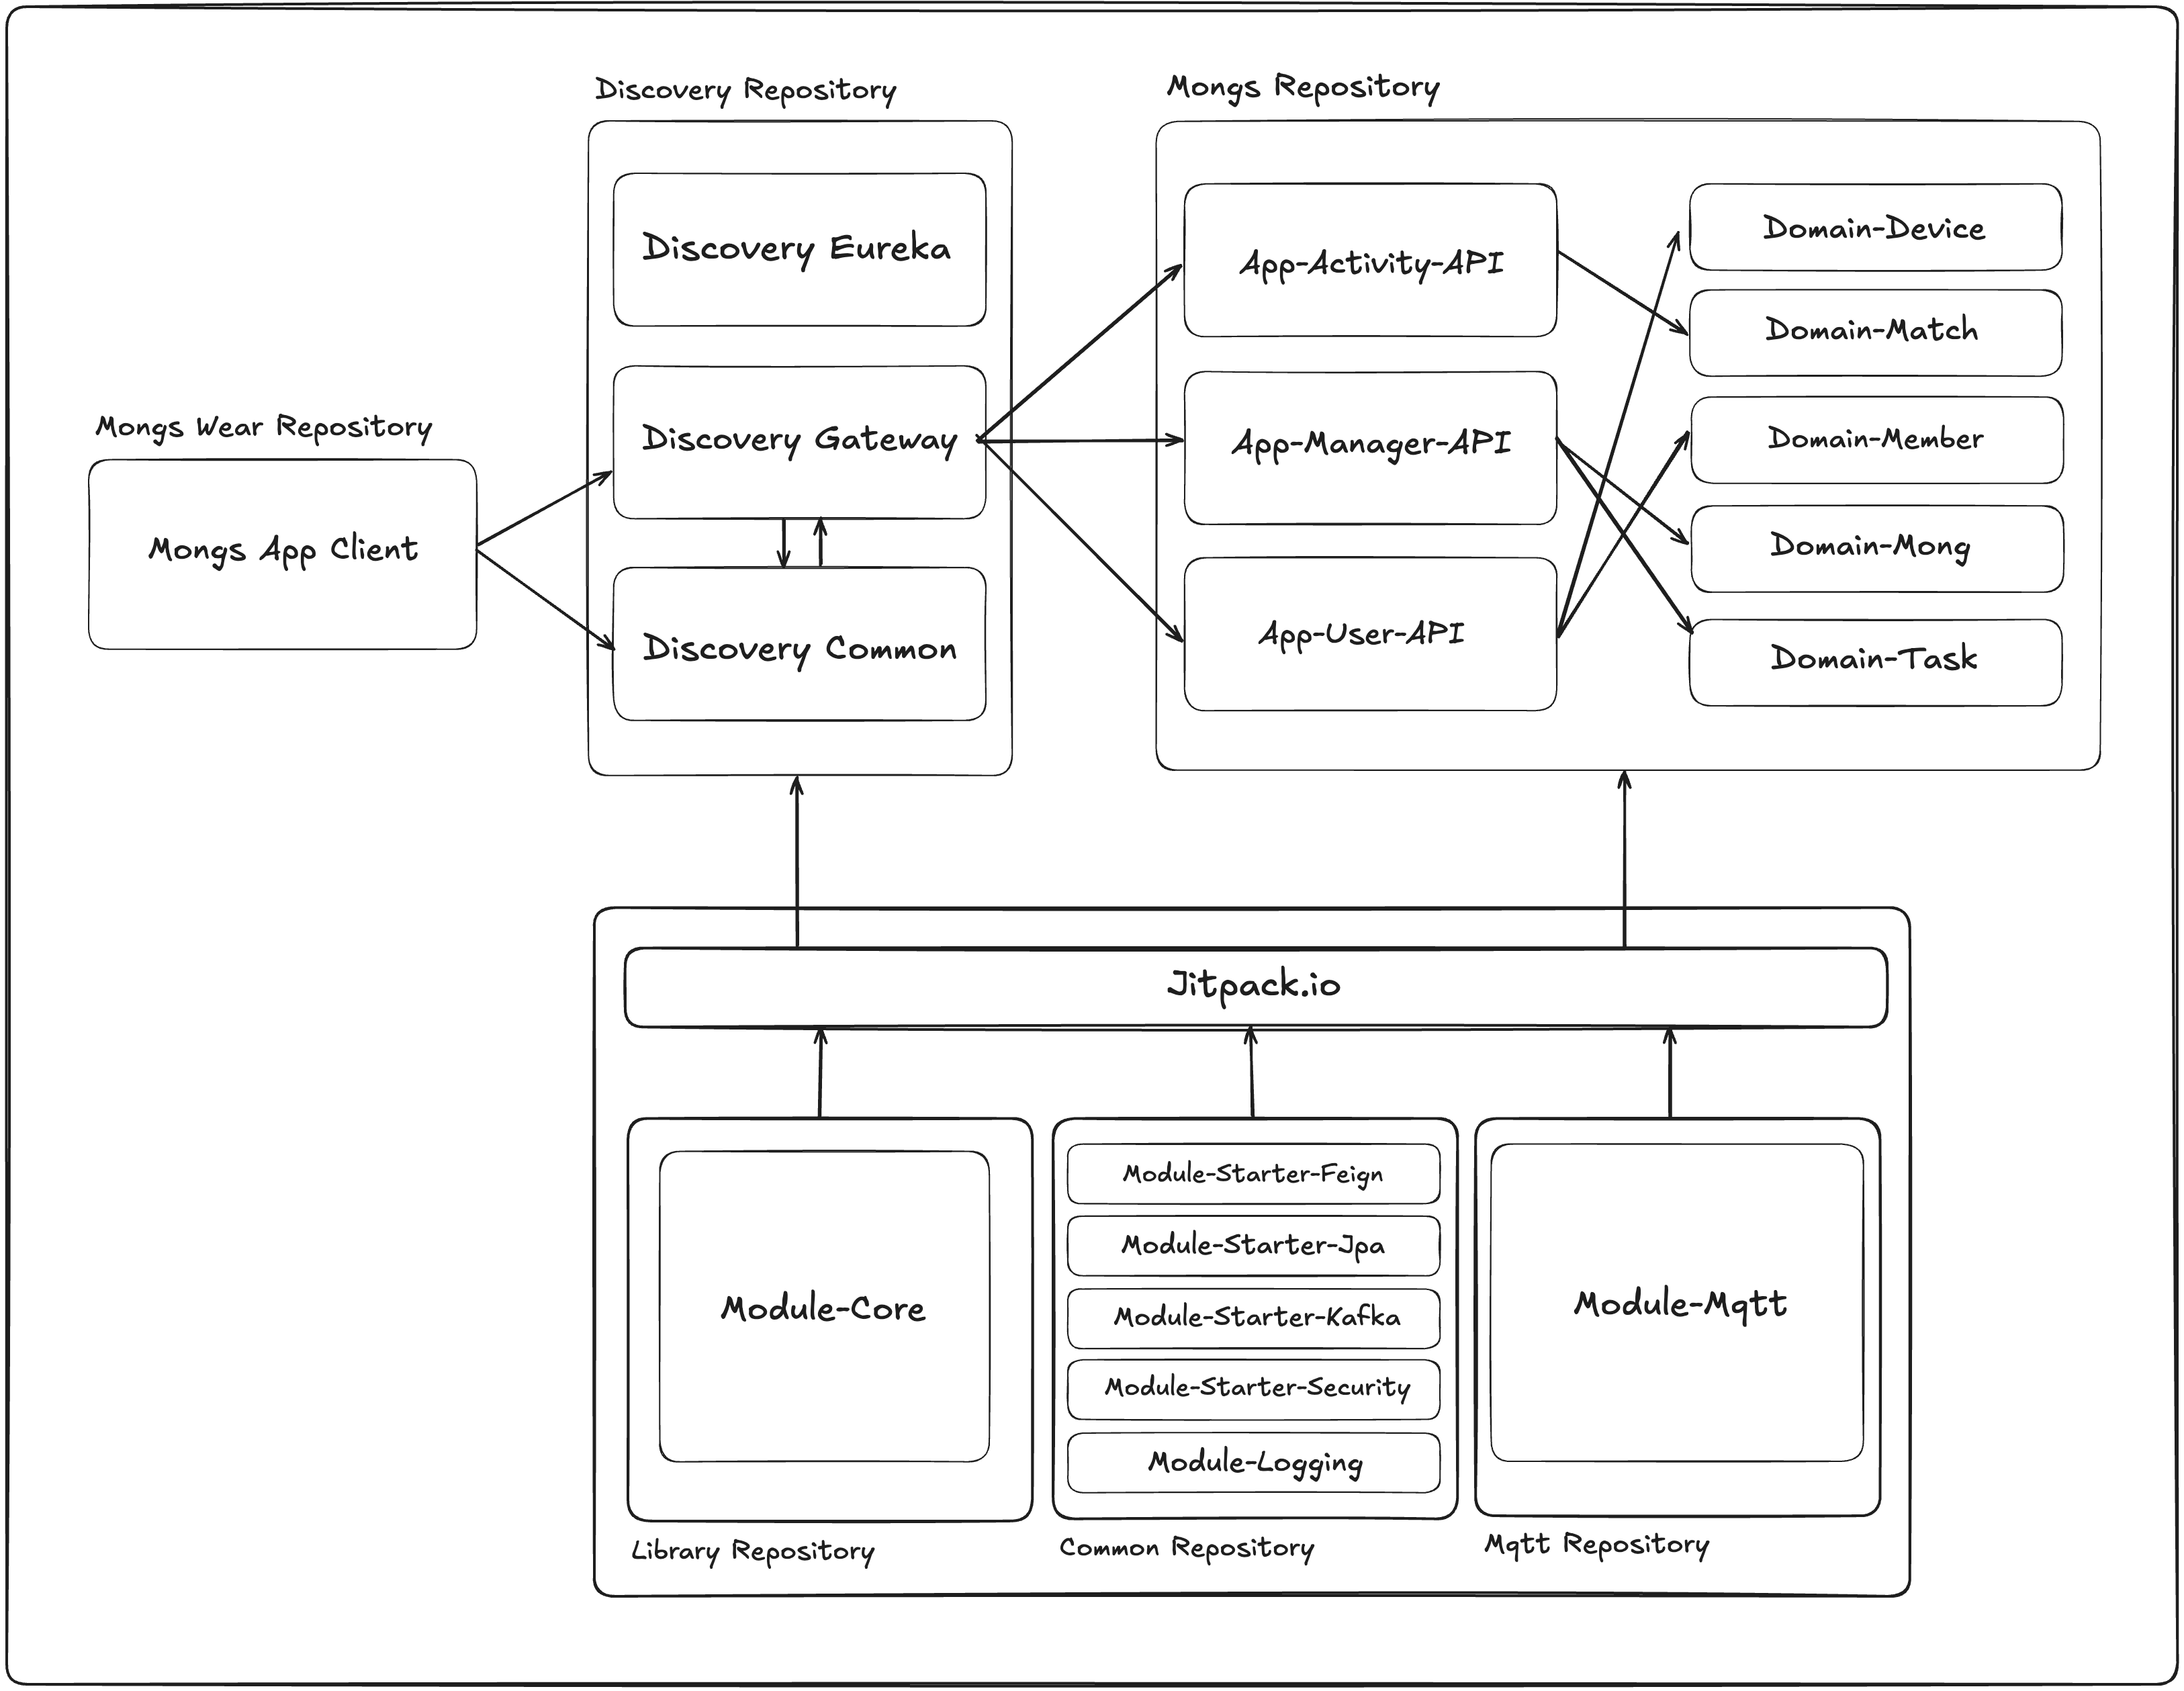 Discovery Repository
Mongs Repository
Discovery Eureka
Discovery Gateway
Discovery Common
Mongs Wear Repository
Mongs App Client
App-Activity-API
App-Manager-API
App-User-API
Domain-Device
Domain-Match
Domain-Member
Domain-Mong
Domain-Task
Jitpack.io
Module-Core
Library Repository
Module-Starter-Feign
Module-Starter-Jpa
Module-Starter-Kafka
Module-Starter-Security
Module-Logging
Common Repository
Module-Mqtt
Mqtt Repository